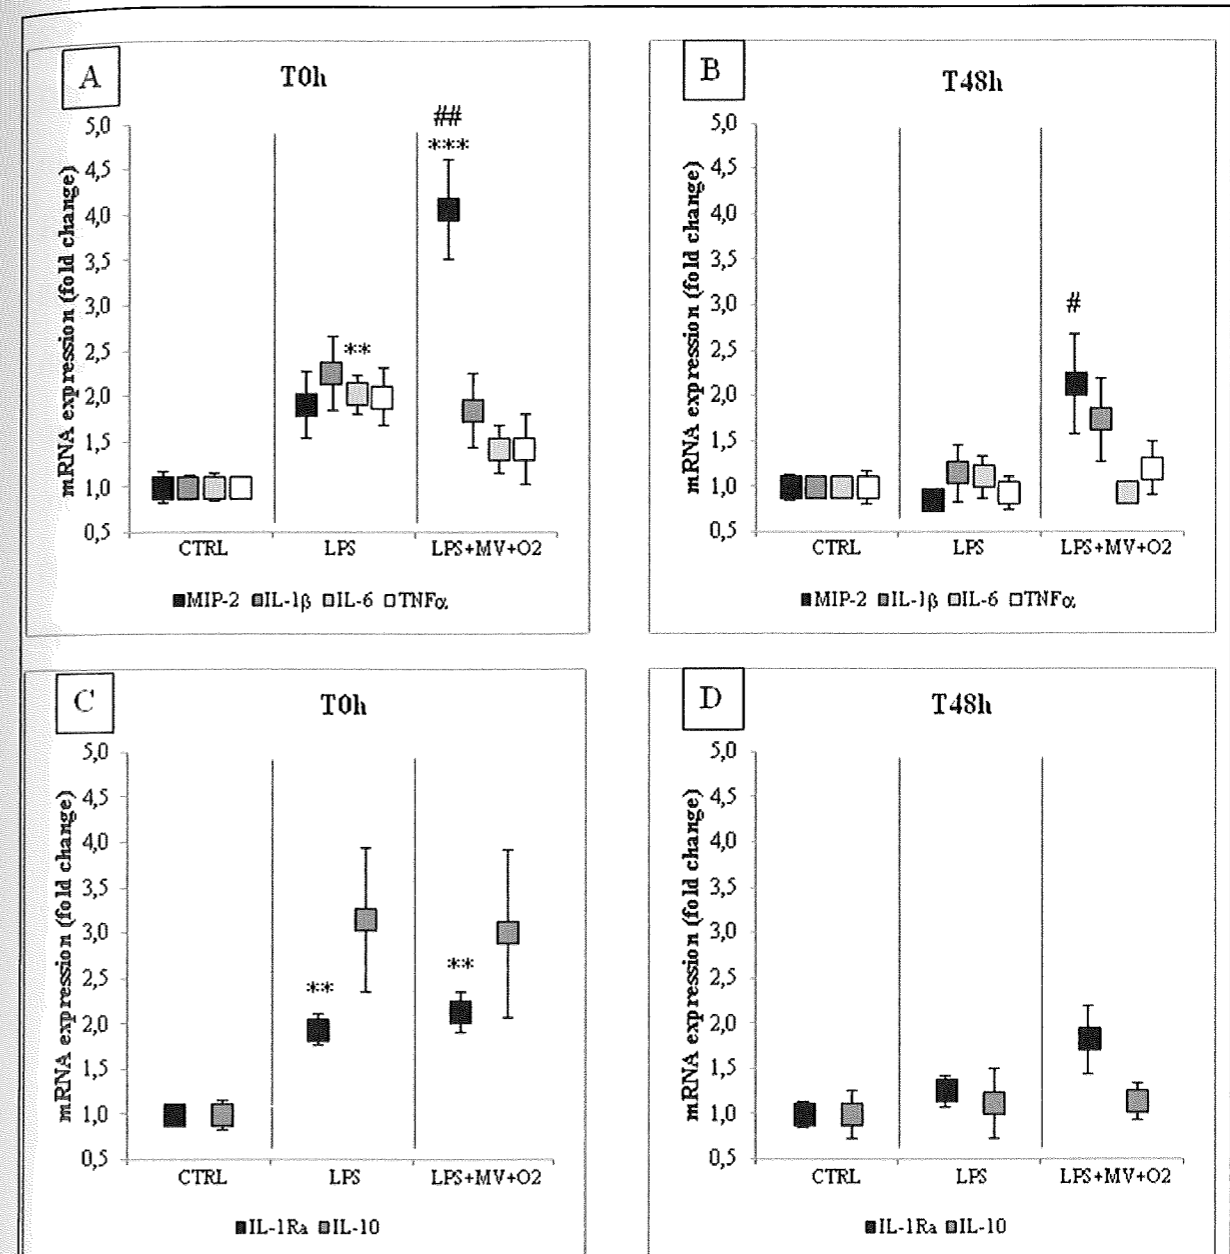 A
T0h
mRNA expression (fold change)
5,0
4,5
4,0
3,5
3,0
2,5
2,0
1,5
1,0
0,5
##
***
**
CTRL LPS LPS+MV+O2
MIP-2 IL-1β IL-6 TNFα
B
T48h
mRNA expression (fold change)
5,0
4,5
4,0
3,5
3,0
2,5
2,0
1,5
1,0
0,5
#
CTRL LPS LPS+MV+O2
MIP-2 IL-1β IL-6 TNFα
C
T0h
mRNA expression (fold change)
5,0
4,5
4,0
3,5
3,0
2,5
2,0
1,5
1,0
0,5
** **
CTRL LPS LPS+MV+O2
IL-1Ra IL-10
D
T48h
mRNA expression (fold change)
5,0
4,5
4,0
3,5
3,0
2,5
2,0
1,5
1,0
0,5
CTRL LPS LPS+MV+O2
IL-1Ra IL-10